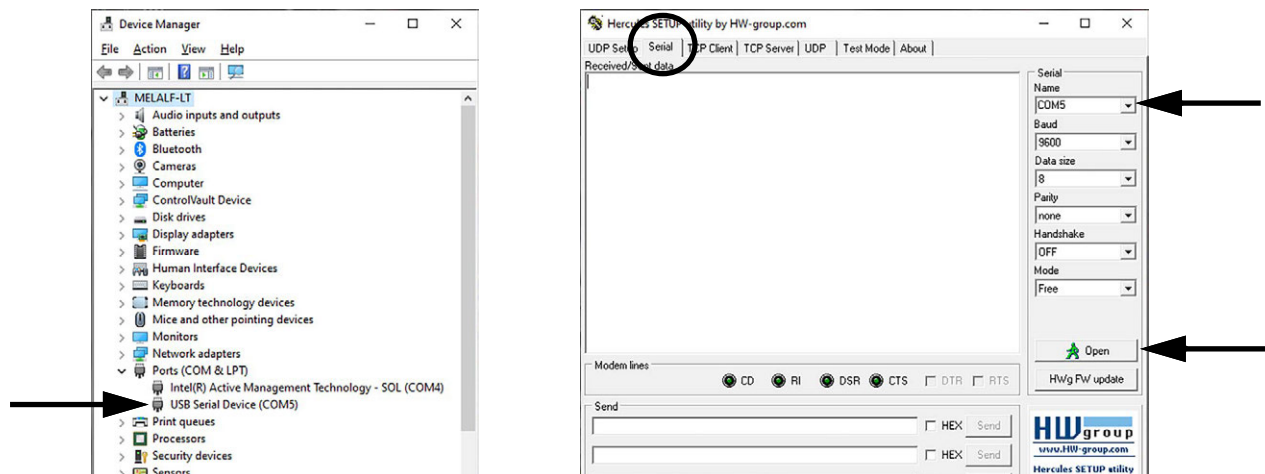 Device Manager
File Action View Help
MELALF-LT
Audio inputs and outputs
Batteries
Bluetooth
Cameras
Computer
ControlVault Device
Disk drives
Display adapters
Firmware
Human Interface Devices
Keyboards
Memory technology devices
Mice and other pointing devices
Monitors
Network adapters
Ports (COM & LPT)
Intel(R) Active Management Technology - SOL (COM4)
USB Serial Device (COM5)
Print queues
Processors
Security devices
Sensors
Hercules SETUP utility by HW-group.com
UDP Setup Serial TCP Client TCP Server UDP Test Mode About
Received/Sent data
Serial
Name
COM5
Baud
9600
Data size
8
Parity
none
Handshake
OFF
Mode
Free
Open
HWg FW update
Modem lines
CD RI DSR CTS DTR RTS
Send
HEX Send
HEX Send
HW group
www.HW-group.com
Hercules SETUP utility